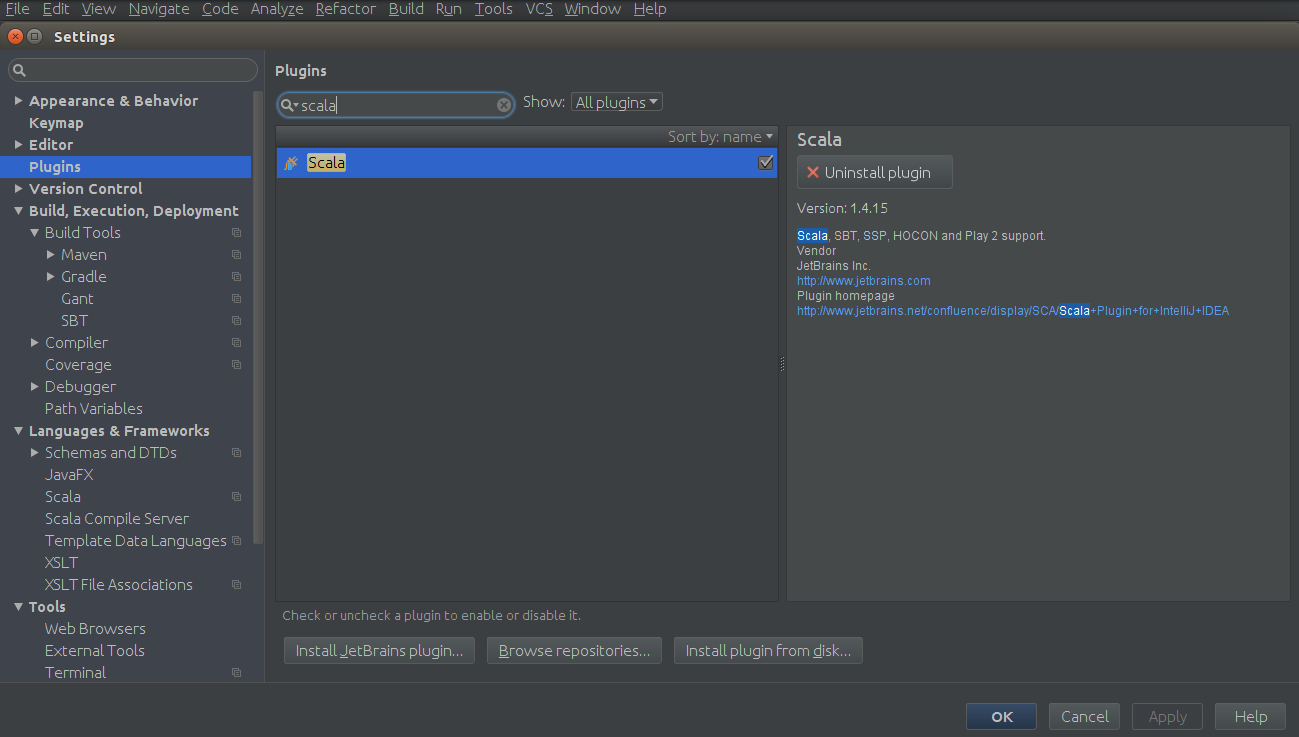 File Edit View Navigate Code Analyze Refactor Build Run Tools VCS Window Help
Settings
Appearance & Behavior
Keymap
Editor
Plugins
Version Control
Build, Execution, Deployment
Build Tools
Maven
Gradle
Gant
SBT
Compiler
Coverage
Debugger
Path Variables
Languages & Frameworks
Schemas and DTDs
JavaFX
Scala
Scala Compile Server
Template Data Languages
XSLT
XSLT File Associations
Tools
Web Browsers
External Tools
Terminal
Plugins
scala
Show: All plugins
Sort by: name
Scala
Check or uncheck a plugin to enable or disable it.
Install JetBrains plugin...
Browse repositories...
Install plugin from disk...
Scala
Uninstall plugin
Version: 1.4.15
Scala, SBT, SSP, HOCON and Play 2 support.
Vendor
JetBrains Inc.
http://www.jetbrains.com
Plugin homepage
http://www.jetbrains.net/confluence/display/SCA/Scala+Plugin+for+IntelliJ+IDEA
OK
Cancel
Apply
Help